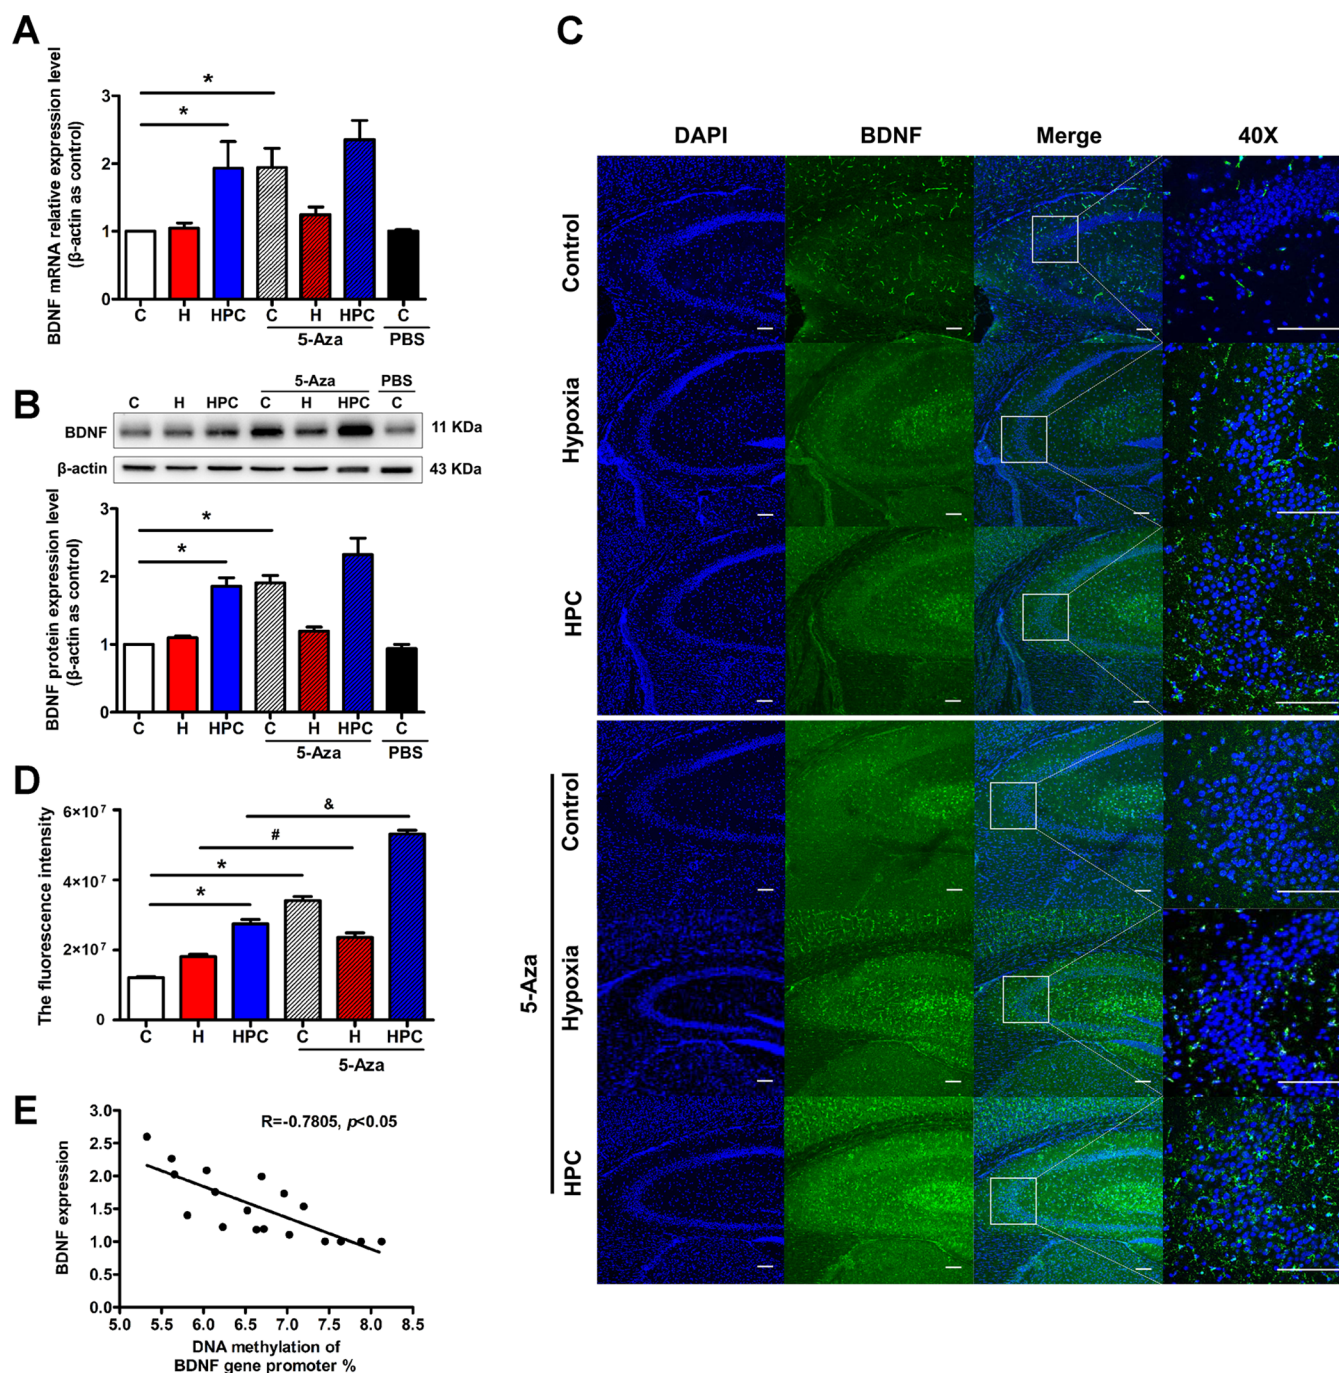 A
BDNF mRNA relative expression level
(β-actin as control)
3
2
1
0
*
*
C H HPC C H HPC C
5-Aza PBS
B
5-Aza PBS
C H HPC C H HPC C
BDNF 11 KDa
β-actin 43 KDa
BDNF protein expression level
(β-actin as control)
3
2
1
0
*
*
C H HPC C H HPC C
5-Aza PBS
D
The fluorescence intensity
6×10⁷
4×10⁷
2×10⁷
0
&
#
*
*
C H HPC C H HPC
5-Aza
E
BDNF expression
3.0
2.5
2.0
1.5
1.0
0.5
0.0
R=-0.7805, p<0.05
5.0 5.5 6.0 6.5 7.0 7.5 8.0 8.5
DNA methylation of
BDNF gene promoter %
C
DAPI BDNF Merge 40X
Control
Hypoxia
HPC
5-Aza
Control
Hypoxia
HPC